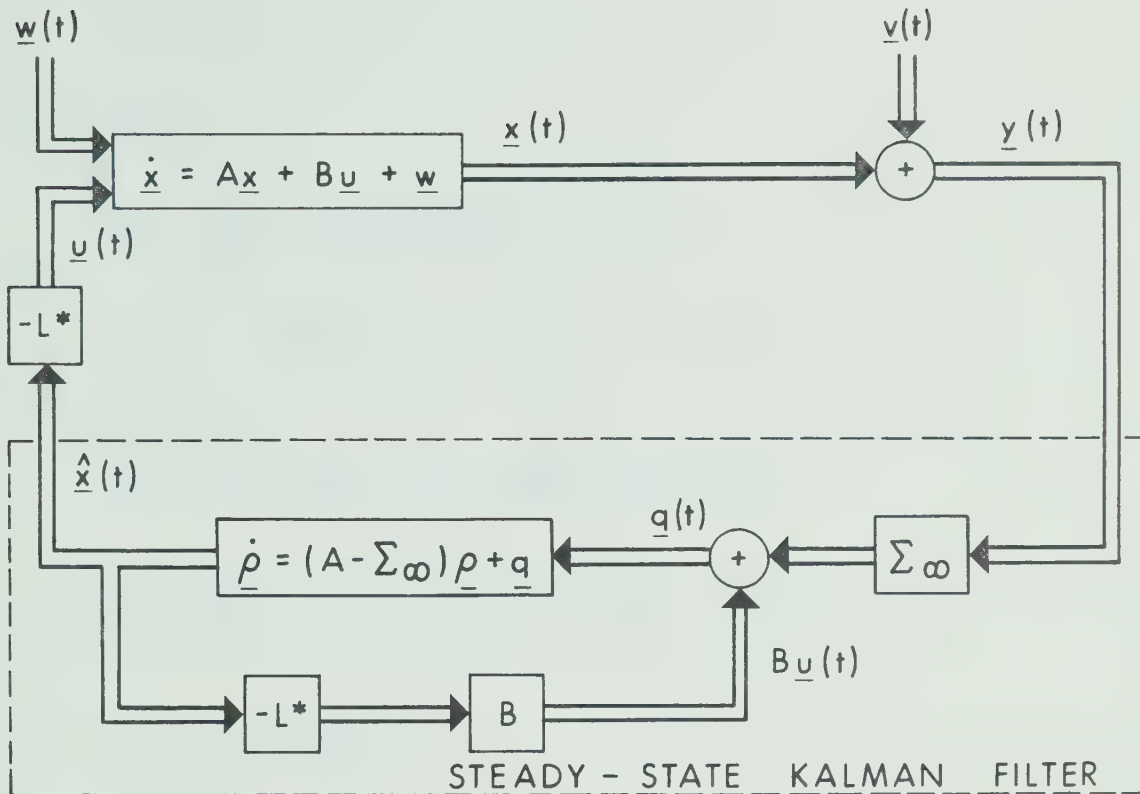 w(t)
v(t)
ẋ = Ax + Bu + w
x(t)
+
y(t)
u(t)
-L*
x̂(t)
ρ̇ = (A-Σ∞)ρ + q
q(t)
+
Σ∞
Bu(t)
-L*
B
STEADY - STATE KALMAN FILTER